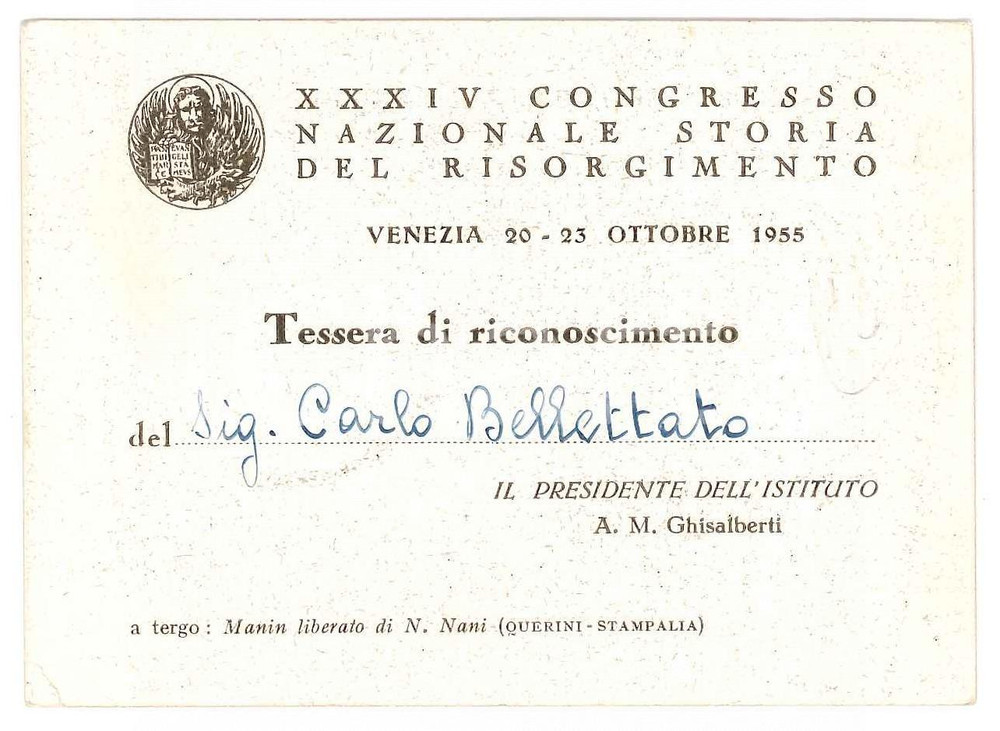 XXXIV CONGRESSO
NAZIONALE STORIA
DEL RISORGIMENTO
VENEZIA 20 - 23 OTTOBRE 1955
Tessera di riconoscimento
del Sig. Carlo Bellettato
IL PRESIDENTE DELL'ISTITUTO
A. M. Ghisalberti
a tergo : Manin liberato di N. Nani (QUERINI - STAMPALIA)